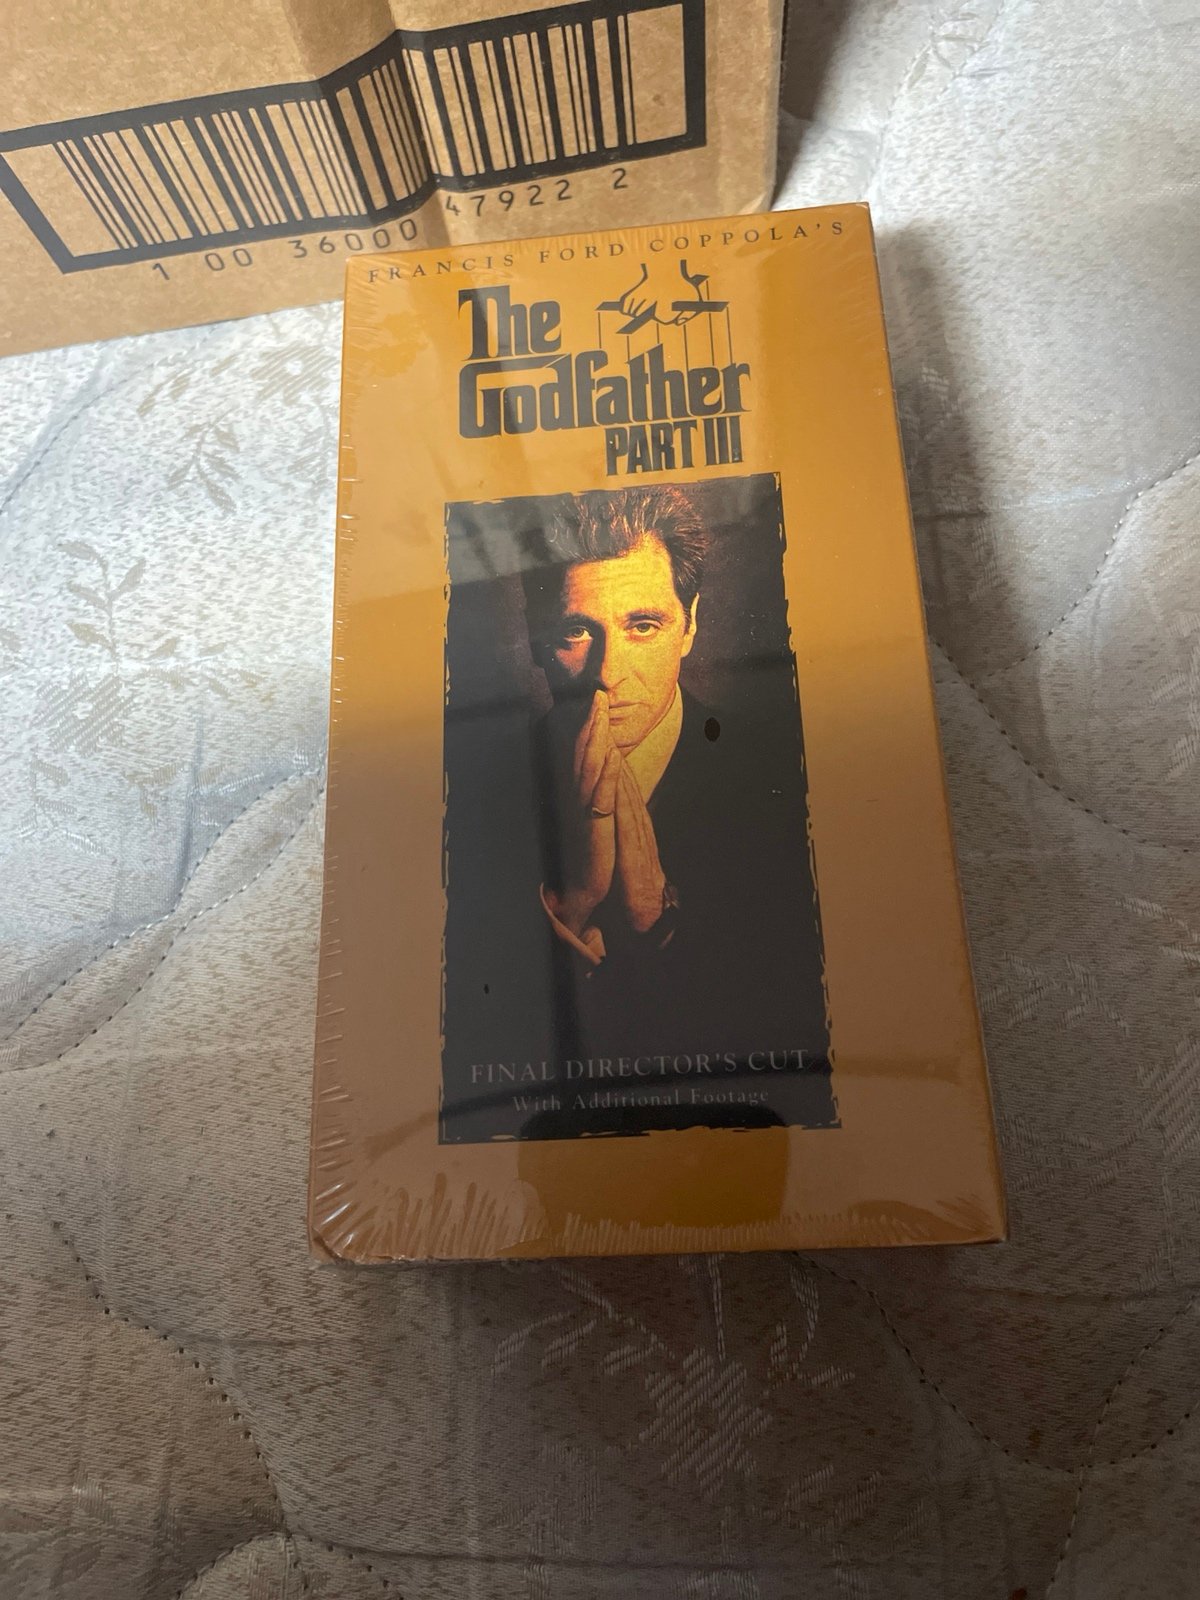 1 00 36000 47922 2
FRANCIS FORD COPPOLA'S
The
Godfather
PART III
FINAL DIRECTOR'S CUT
With Additional Footage